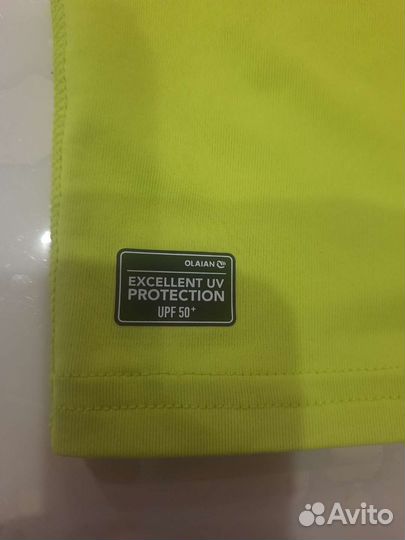 OLAIAN
EXCELLENT UV
PROTECTION
UPF 50+
Avito